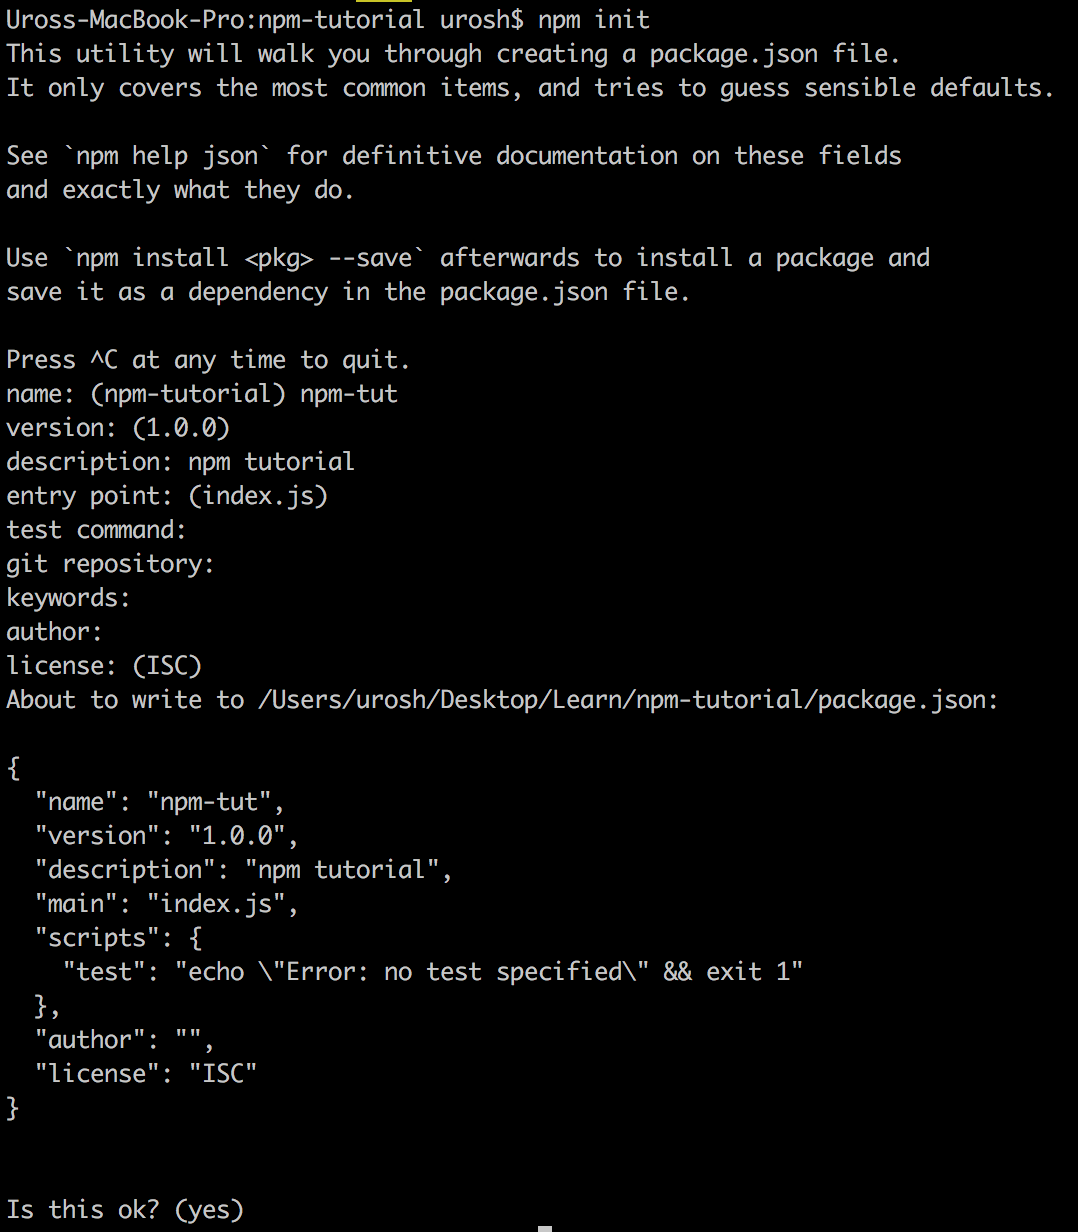 Uross-MacBook-Pro:npm-tutorial urosh$ npm init
This utility will walk you through creating a package.json file.
It only covers the most common items, and tries to guess sensible defaults.

See `npm help json` for definitive documentation on these fields
and exactly what they do.

Use `npm install <pkg> --save` afterwards to install a package and
save it as a dependency in the package.json file.

Press ^C at any time to quit.
name: (npm-tutorial) npm-tut
version: (1.0.0)
description: npm tutorial
entry point: (index.js)
test command:
git repository:
keywords:
author:
license: (ISC)
About to write to /Users/urosh/Desktop/Learn/npm-tutorial/package.json:

{
  "name": "npm-tut",
  "version": "1.0.0",
  "description": "npm tutorial",
  "main": "index.js",
  "scripts": {
    "test": "echo \"Error: no test specified\" && exit 1"
  },
  "author": "",
  "license": "ISC"
}

Is this ok? (yes)